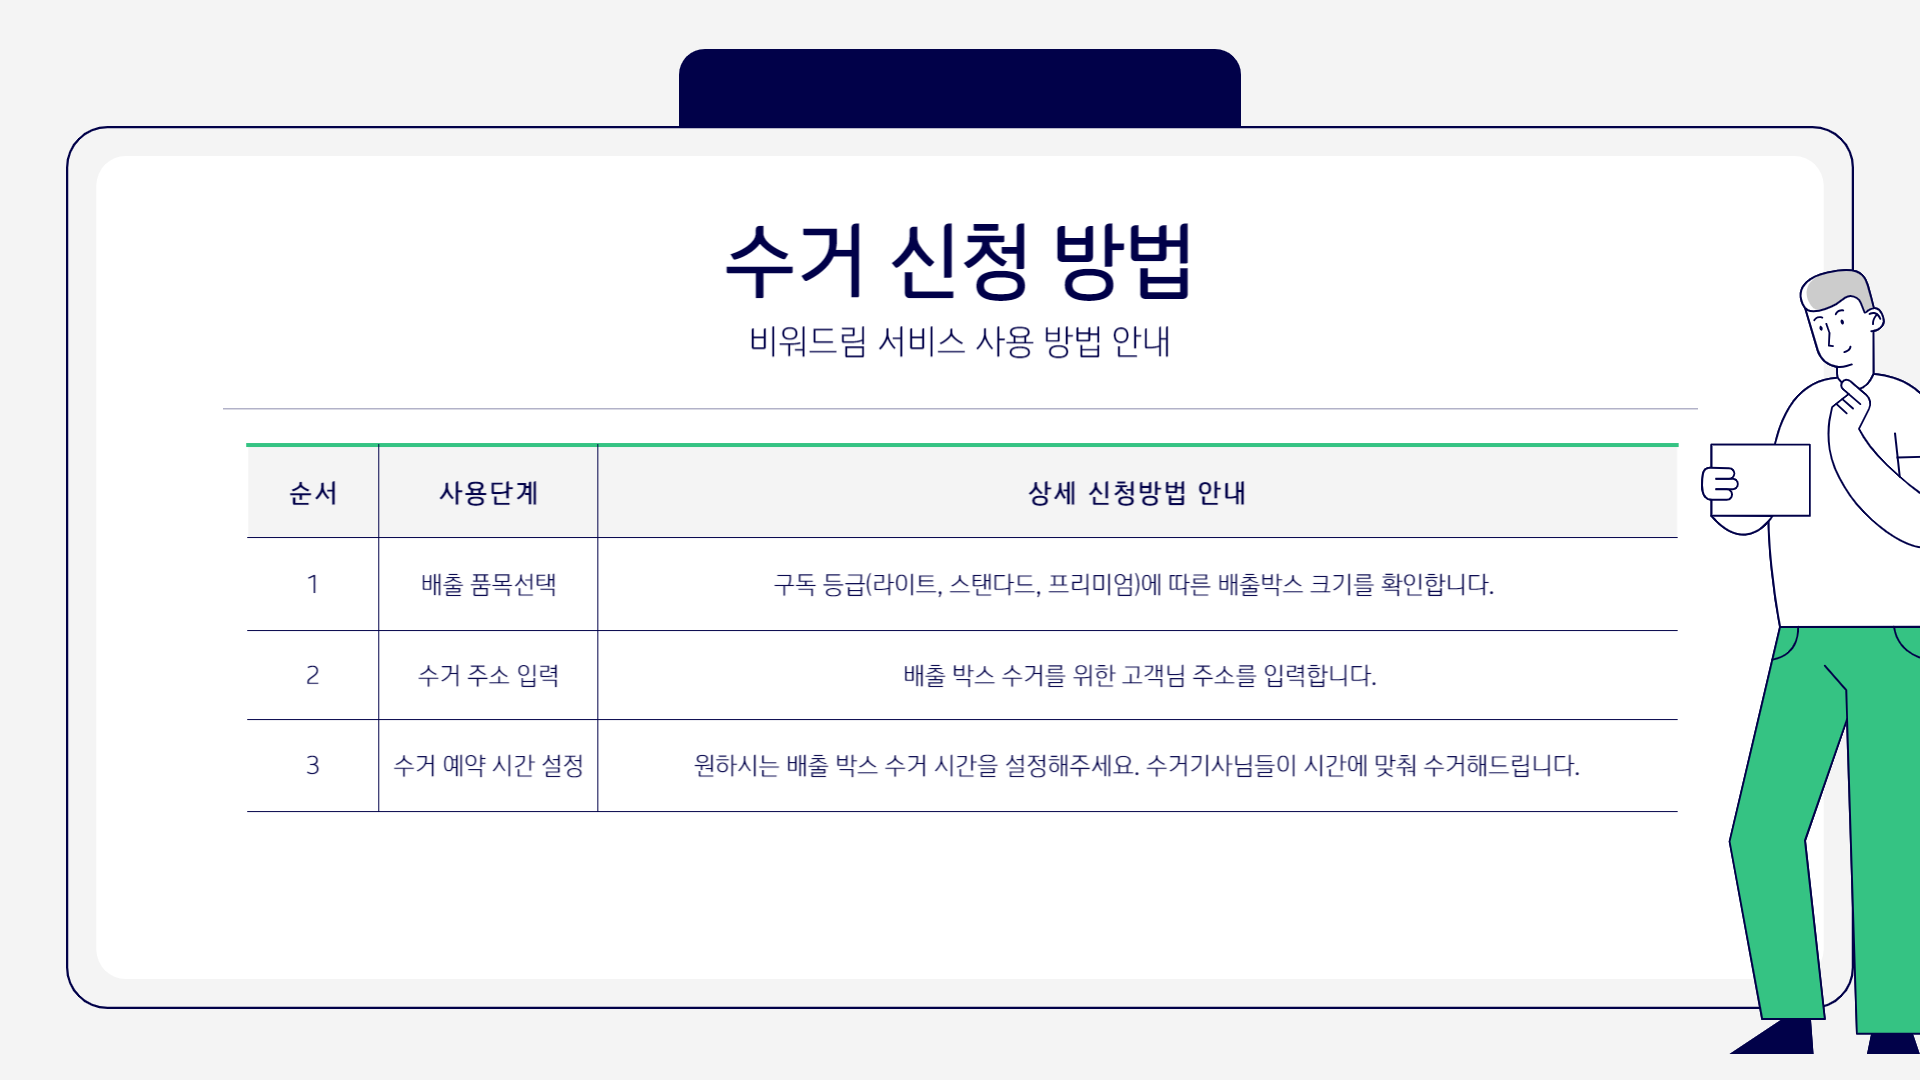 수거 신청 방법
비워드림 서비스 사용 방법 안내
순서 사용단계 상세 신청방법 안내
1 배출 품목선택 구독 등급(라이트, 스탠다드, 프리미엄)에 따른 배출박스 크기를 확인합니다.
2 수거 주소 입력 배출 박스 수거를 위한 고객님 주소를 입력합니다.
3 수거 예약 시간 설정 원하시는 배출 박스 수거 시간을 설정해주세요. 수거기사님들이 시간에 맞춰 수거해드립니다.